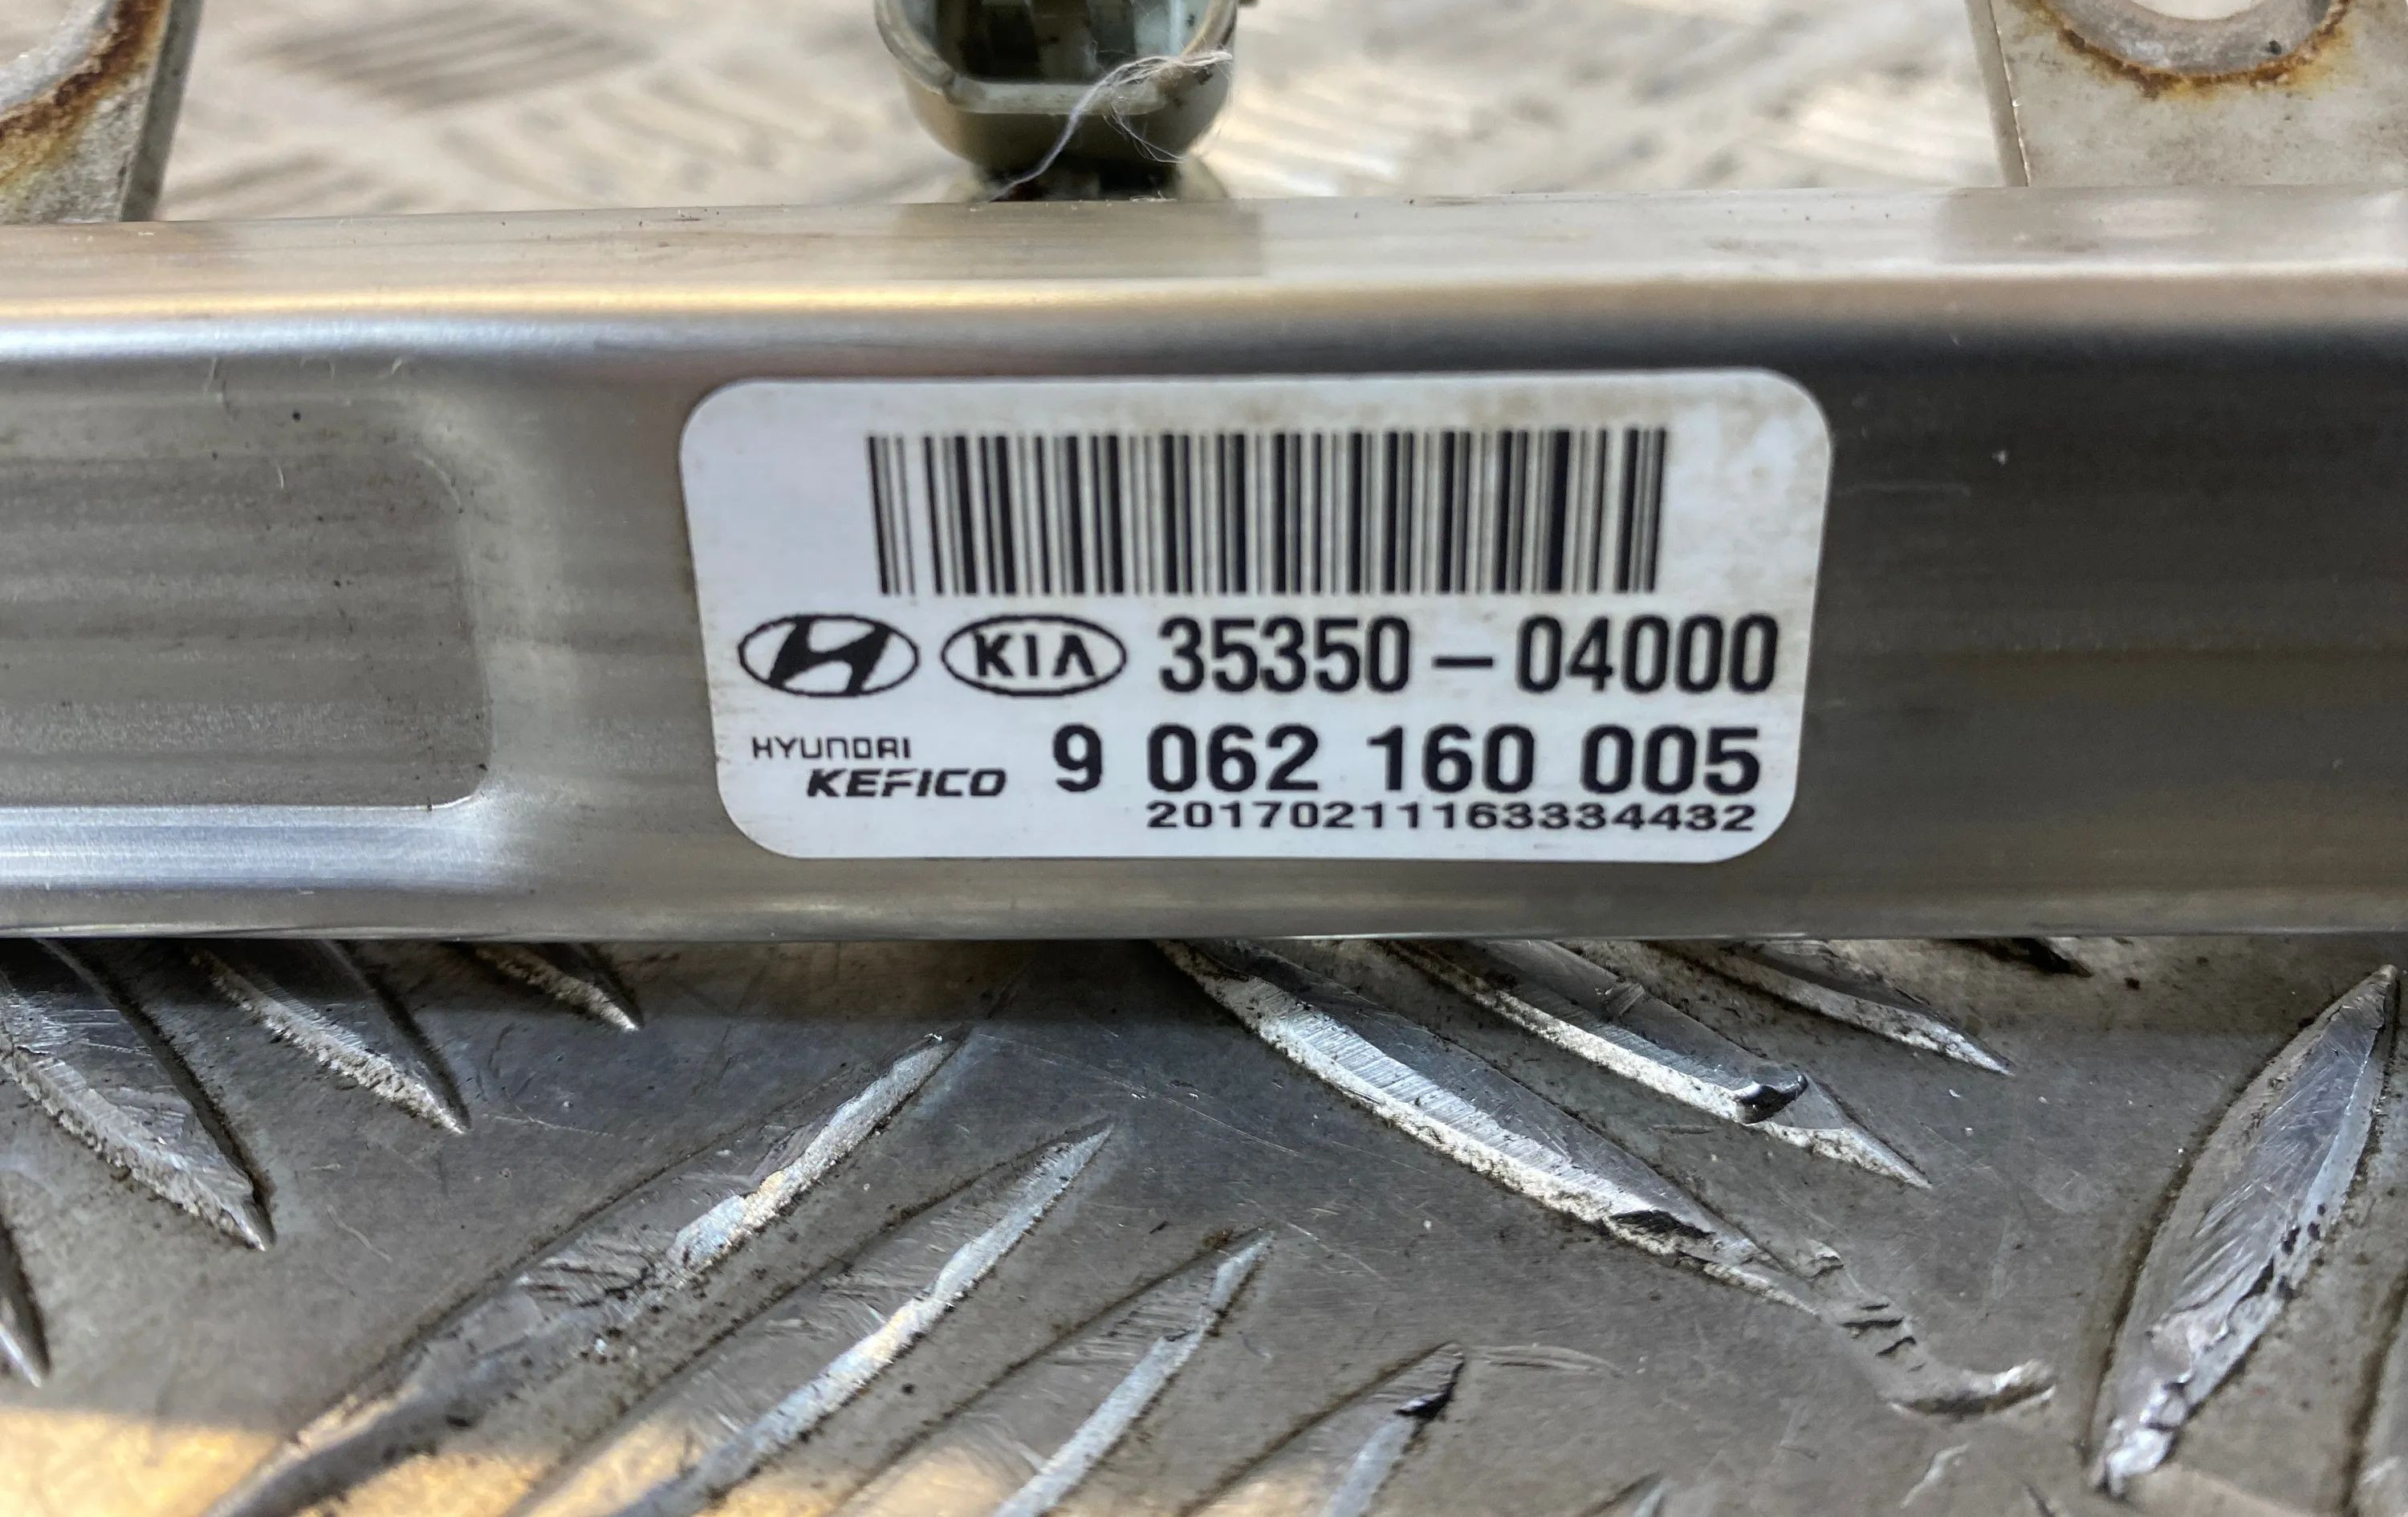 KIA 35350-04000
HYUNDAI
KEFICO 9 062 160 005
20170211163334432